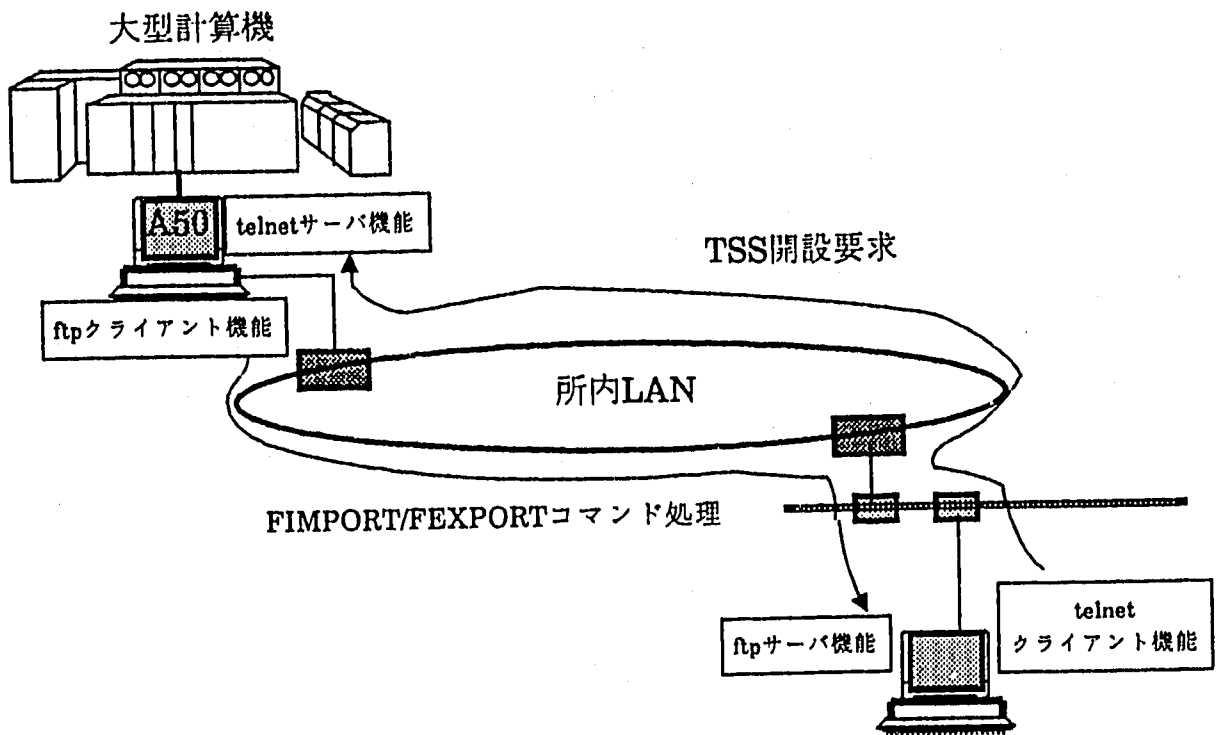 大型計算機
A50
telnetサーバ機能
TSS開設要求
ftpクライアント機能
所内LAN
FIMPORT/FEXPORTコマンド処理
ftpサーバ機能
telnet
クライアント機能